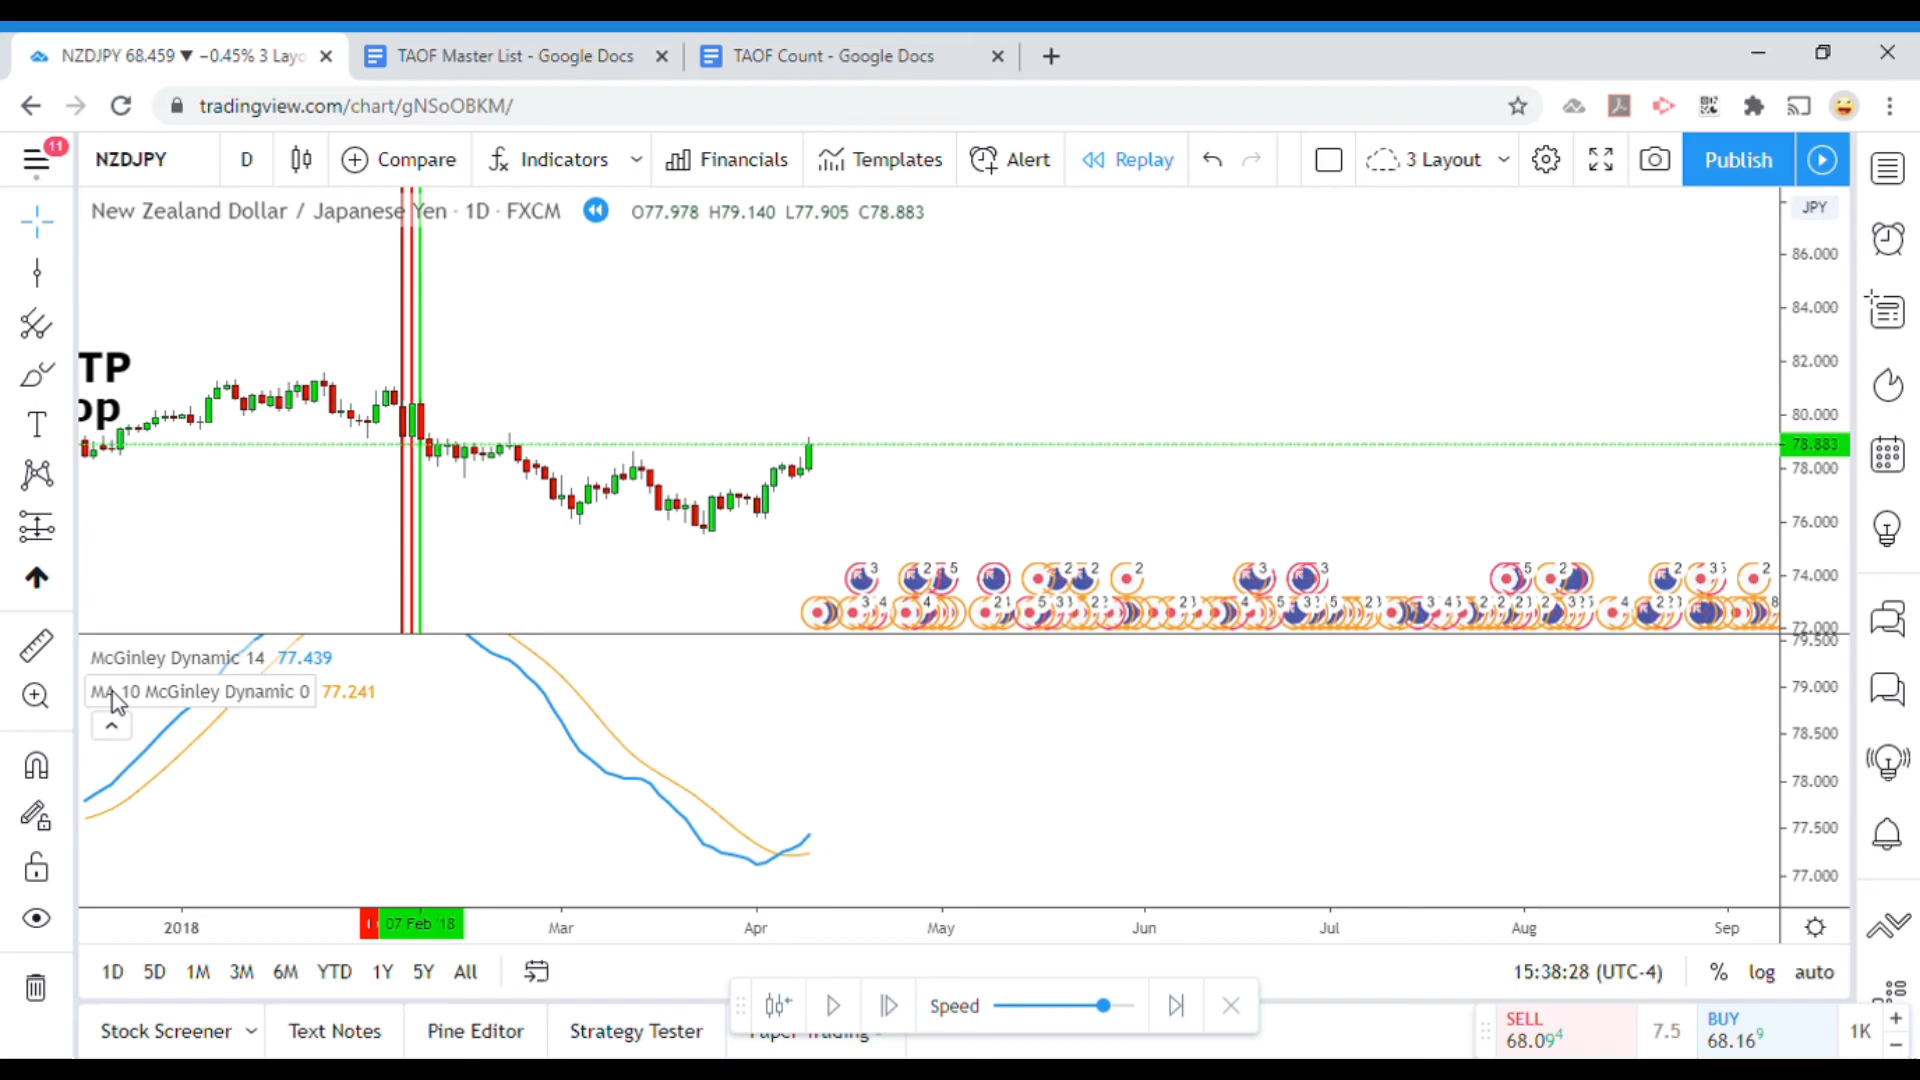 NZDJPY 68.459 ▼ −0.45% 3 Layo
TAOF Master List - Google Docs
TAOF Count - Google Docs
tradingview.com/chart/gNSoOBKM/
11
NZDJPY
D
Compare
Indicators
Financials
Templates
Alert
Replay
3 Layout
Publish
New Zealand Dollar / Japanese Yen · 1D · FXCM
O77.978 H79.140 L77.905 C78.883
JPY
86.000
84.000
82.000
80.000
78.883
78.000
76.000
74.000
72.000
TP
op
McGinley Dynamic 14 77.439
MA 10 McGinley Dynamic 0 77.241
79.500
79.000
78.500
78.000
77.500
77.000
2018
07 Feb '18
Mar
Apr
May
Jun
Jul
Aug
Sep
1D 5D 1M 3M 6M YTD 1Y 5Y All
15:38:28 (UTC-4)
% log auto
Speed
Stock Screener
Text Notes
Pine Editor
Strategy Tester
Paper Trading
SELL
68.094
7.5
BUY
68.169
1K